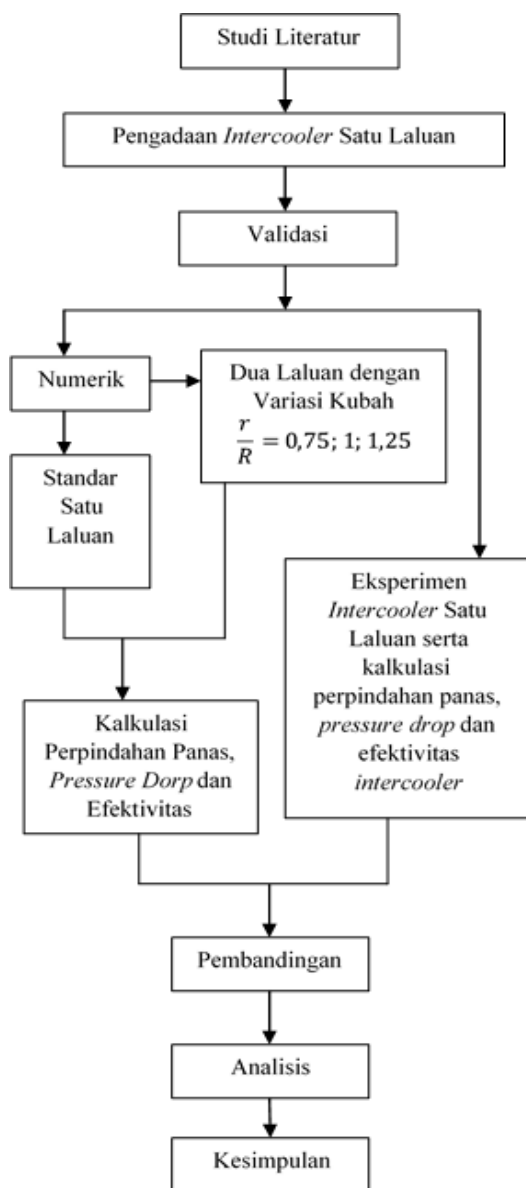 Studi Literatur
Pengadaan Intercooler Satu Laluan
Validasi
Numerik
Dua Laluan dengan
Variasi Kubah
r/R = 0,75; 1; 1,25
Standar
Satu
Laluan
Eksperimen
Intercooler Satu
Laluan serta
kalkulasi
perpindahan panas,
pressure drop dan
efektivitas
intercooler
Kalkulasi
Perpindahan Panas,
Pressure Dorp dan
Efektivitas
Pembandingan
Analisis
Kesimpulan